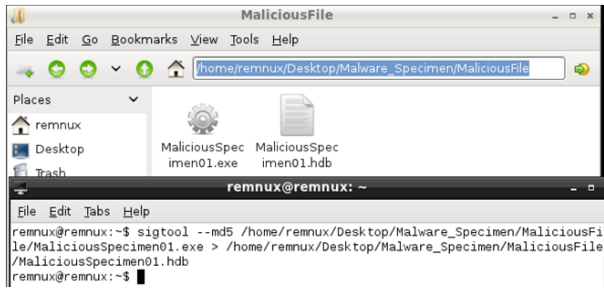 MaliciousFile
File Edit Go Bookmarks View Tools Help
/home/remnux/Desktop/Malware_Specimen/MaliciousFile
Places
remnux
Desktop
Trash
MaliciousSpec
imen01.exe
MaliciousSpec
imen01.hdb
remnux@remnux: ~
File Edit Tabs Help
remnux@remnux:~$ sigtool --md5 /home/remnux/Desktop/Malware_Specimen/MaliciousFi
le/MaliciousSpecimen01.exe > /home/remnux/Desktop/Malware_Specimen/MaliciousFile
/MaliciousSpecimen01.hdb
remnux@remnux:~$